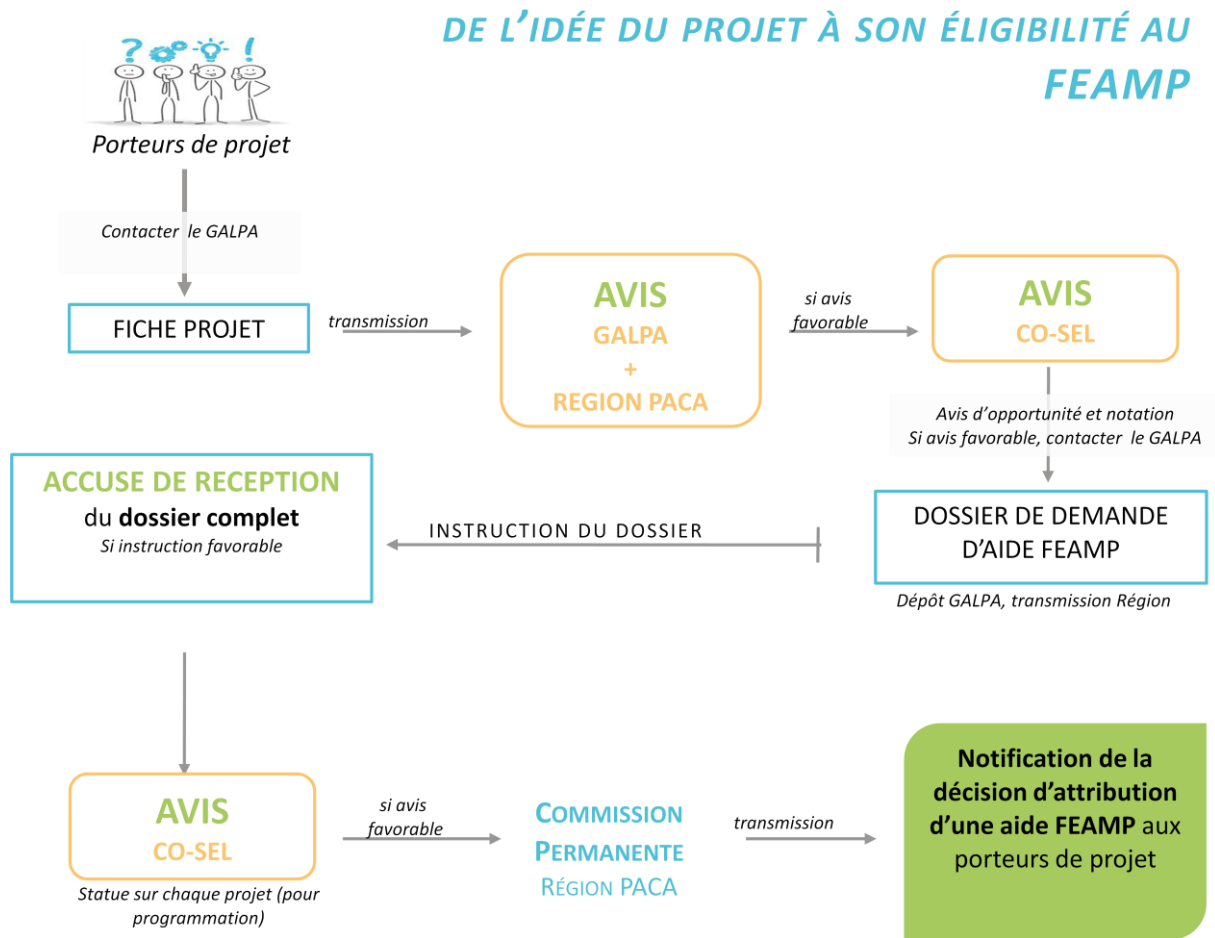 DE L'IDÉE DU PROJET À SON ÉLIGIBILITÉ AU
FEAMP
? !
Porteurs de projet
Contacter le GALPA
FICHE PROJET
transmission
AVIS
GALPA
+
REGION PACA
si avis
favorable
AVIS
CO-SEL
Avis d'opportunité et notation
Si avis favorable, contacter le GALPA
DOSSIER DE DEMANDE
D'AIDE FEAMP
Dépôt GALPA, transmission Région
INSTRUCTION DU DOSSIER
ACCUSE DE RECEPTION
du dossier complet
Si instruction favorable
AVIS
CO-SEL
Statue sur chaque projet (pour
programmation)
si avis
favorable
COMMISSION
PERMANENTE
RÉGION PACA
transmission
Notification de la
décision d'attribution
d'une aide FEAMP aux
porteurs de projet